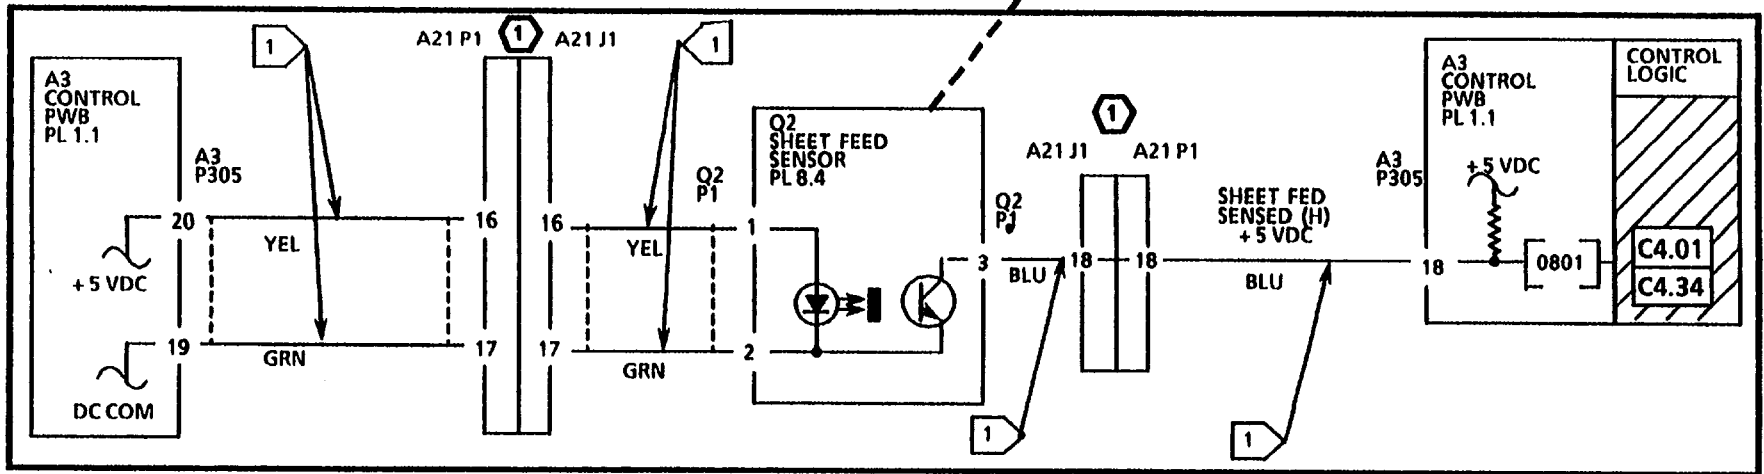 A3
CONTROL
PWB
PL 1.1
A3
P305
20
+ 5 VDC
19
DC COM
1
YEL
GRN
A21 P1
1
A21 J1
16
16
17
17
1
YEL
GRN
Q2
P1
1
2
Q2
SHEET FEED
SENSOR
PL 8.4
3
Q2
P1
BLU
1
1
A21 J1
A21 P1
18
18
SHEET FED
SENSED (H)
+ 5 VDC
BLU
1
A3
P305
18
A3
CONTROL
PWB
PL 1.1
+ 5 VDC
0801
CONTROL
LOGIC
C4.01
C4.34